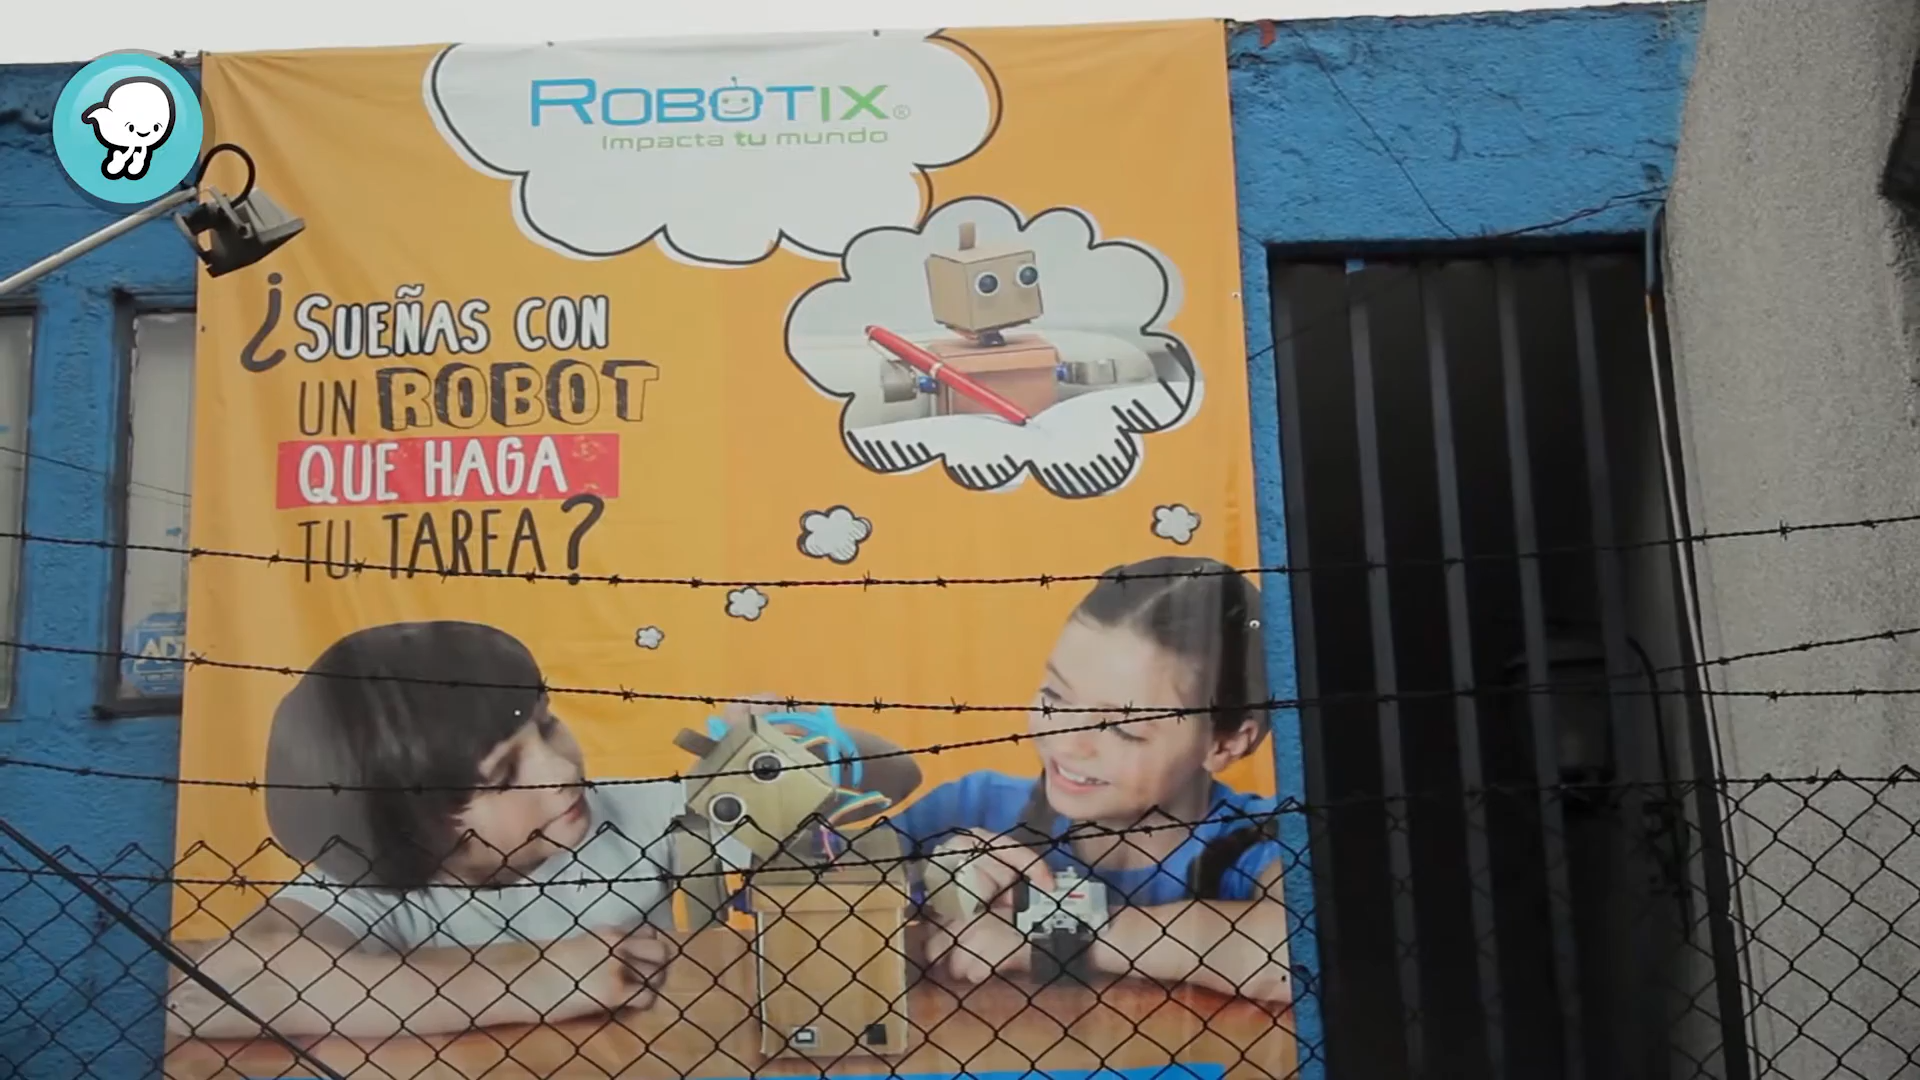 ROBOTIX®
Impacta tu mundo
¿SUEÑAS CON
UN ROBOT
QUE HAGA
TU TAREA?